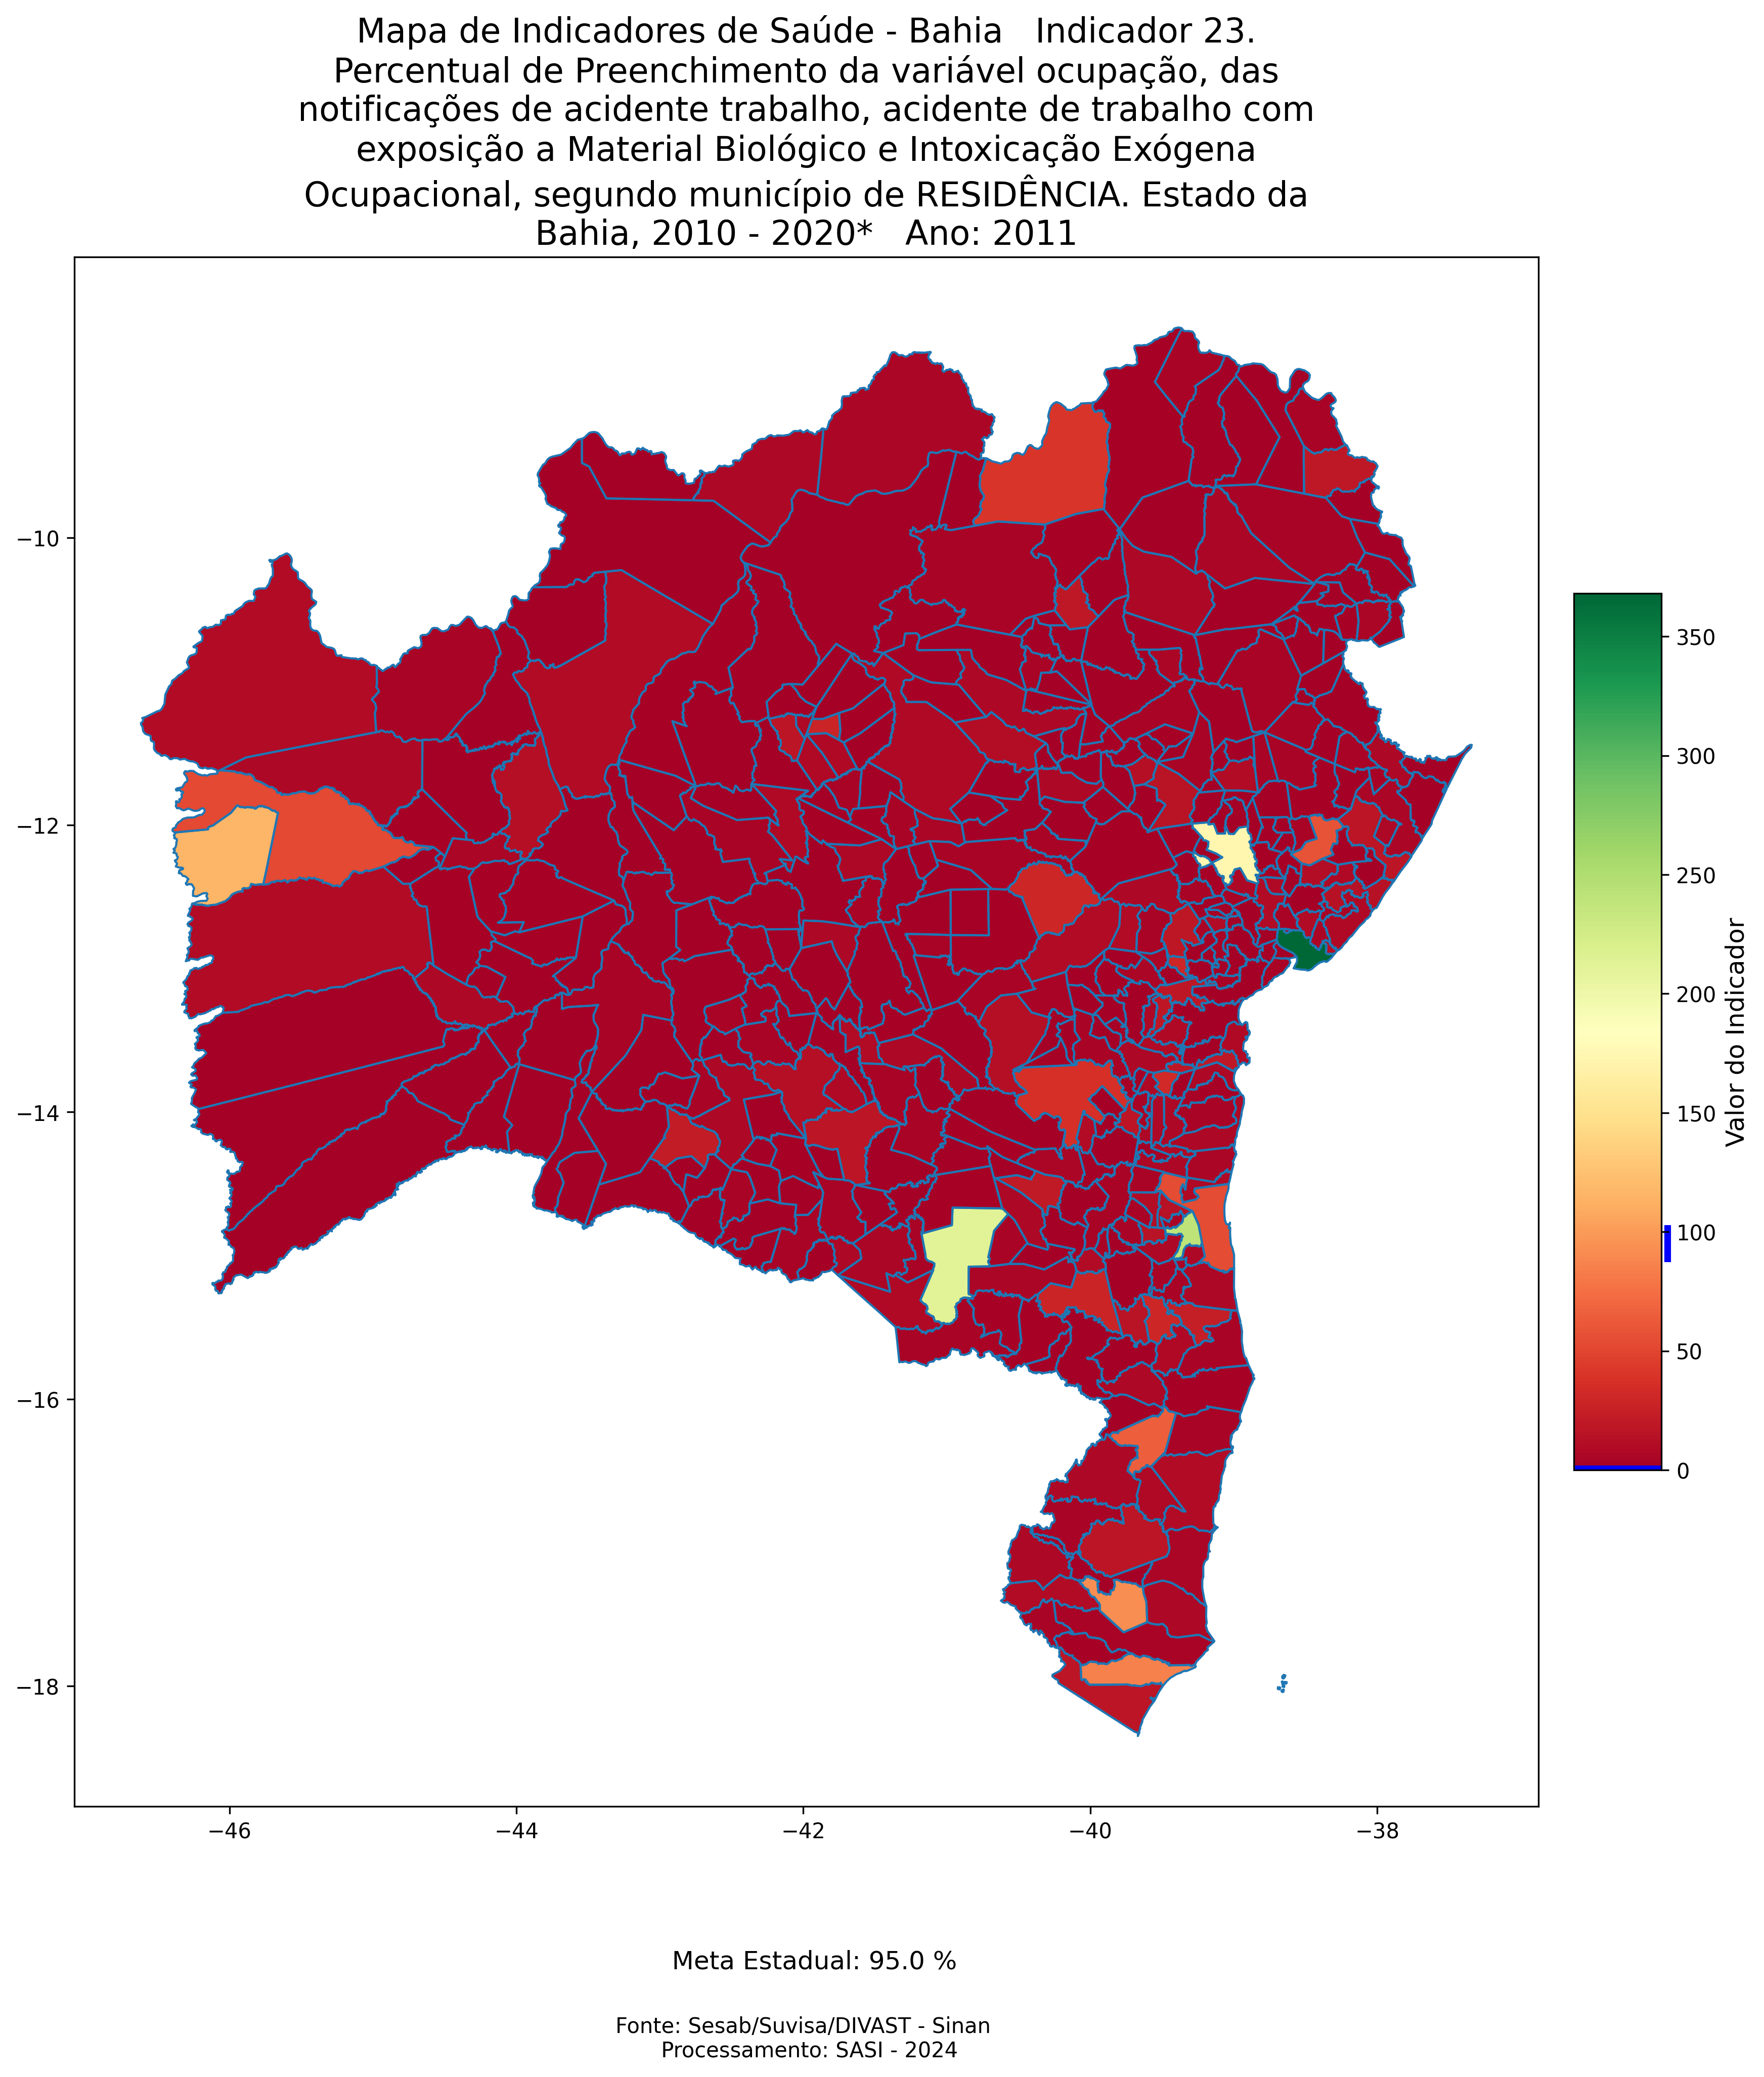 Mapa de Indicadores de Saúde - Bahia   Indicador 23.
Percentual de Preenchimento da variável ocupação, das
notificações de acidente trabalho, acidente de trabalho com
exposição a Material Biológico e Intoxicação Exógena
Ocupacional, segundo município de RESIDÊNCIA. Estado da
Bahia, 2010 - 2020*   Ano: 2011
−10
−12
−14
−16
−18
−46
−44
−42
−40
−38
350
300
250
200
150
100
50
0
Valor do Indicador
Meta Estadual: 95.0 %
Fonte: Sesab/Suvisa/DIVAST - Sinan
Processamento: SASI - 2024